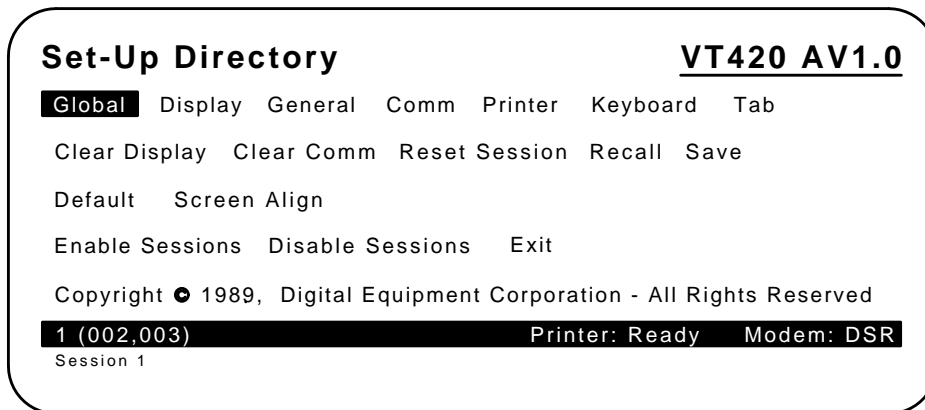 Set-Up Directory VT420 AV1.0
Global Display General Comm Printer Keyboard Tab
Clear Display Clear Comm Reset Session Recall Save
Default Screen Align
Enable Sessions Disable Sessions Exit
Copyright © 1989, Digital Equipment Corporation - All Rights Reserved
1 (002,003) Printer: Ready Modem: DSR
Session 1